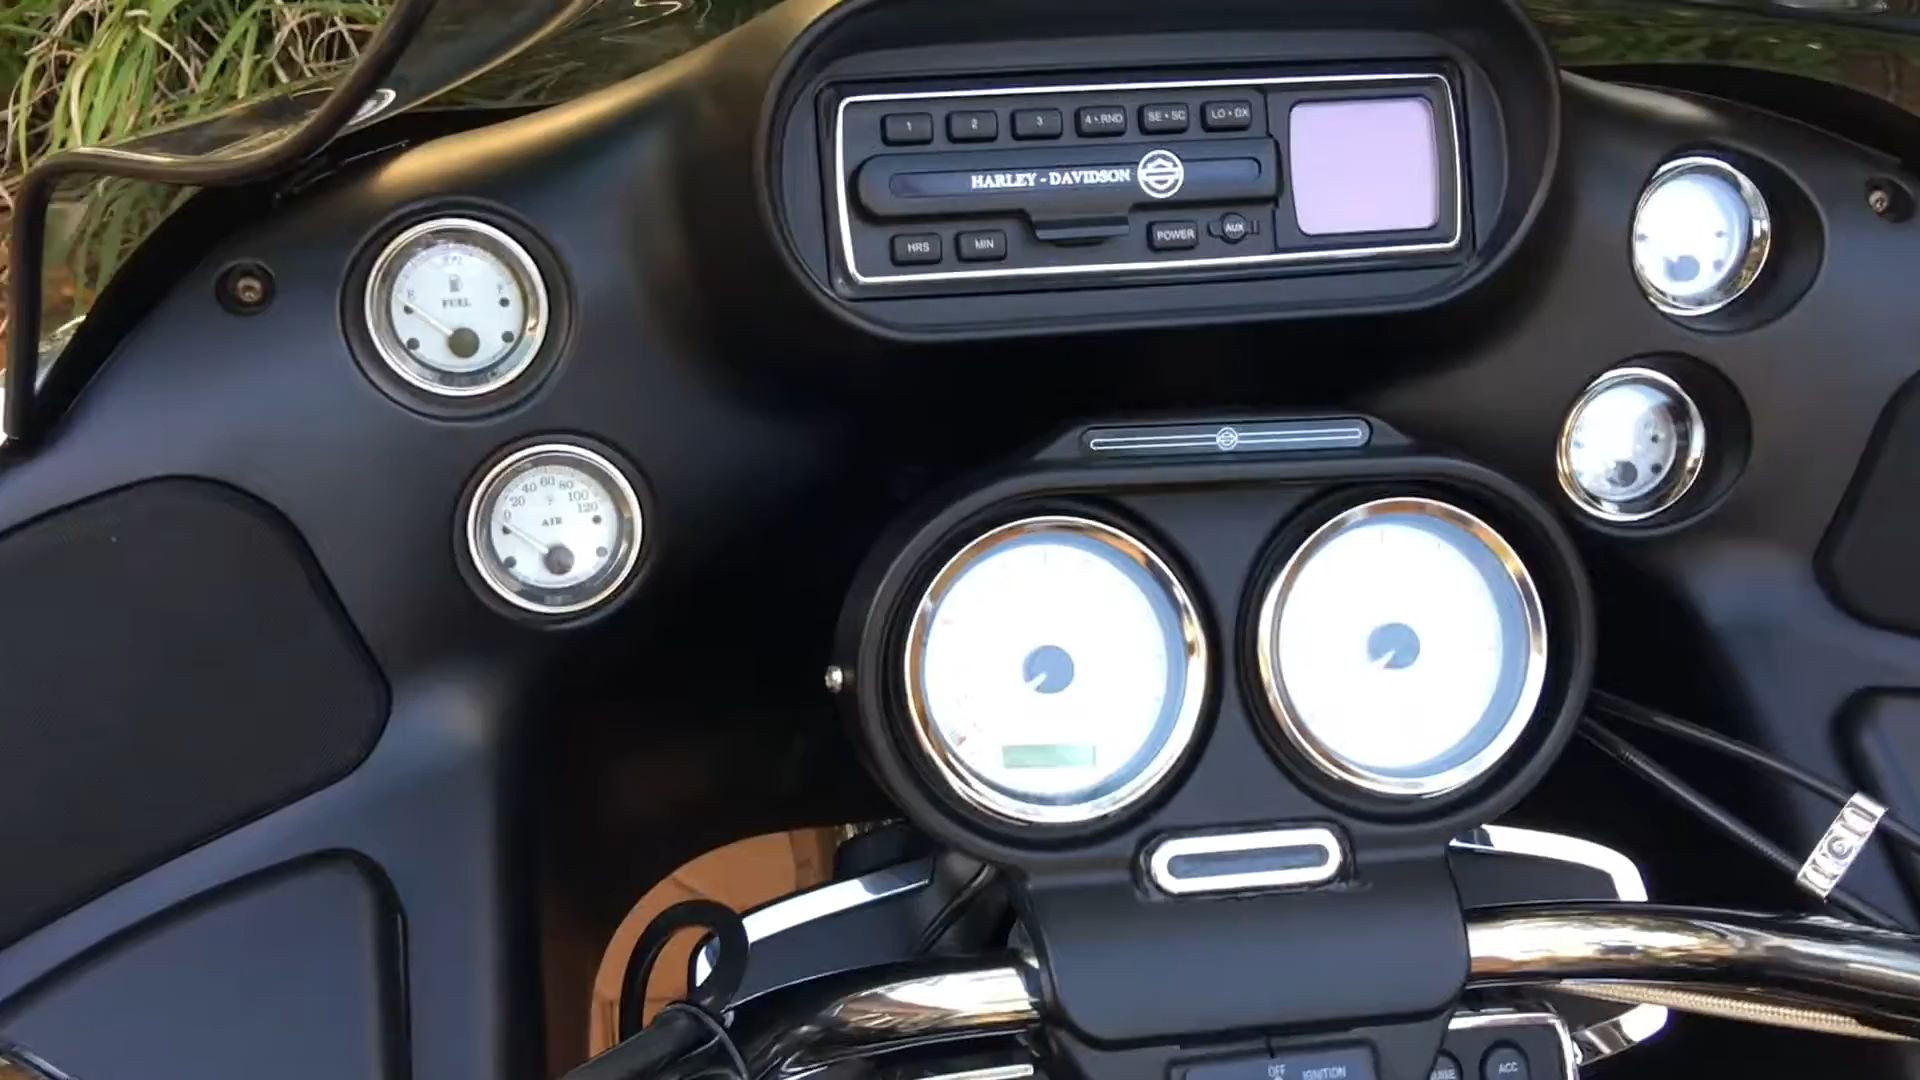 1
2
3
4 • RND
SE • SC
LO • DX
HARLEY - DAVIDSON
HRS
MIN
POWER
AUX
E
F
FUEL
0 20 40 60 80 100 120
AIR
OFF
IGNITION
ACC